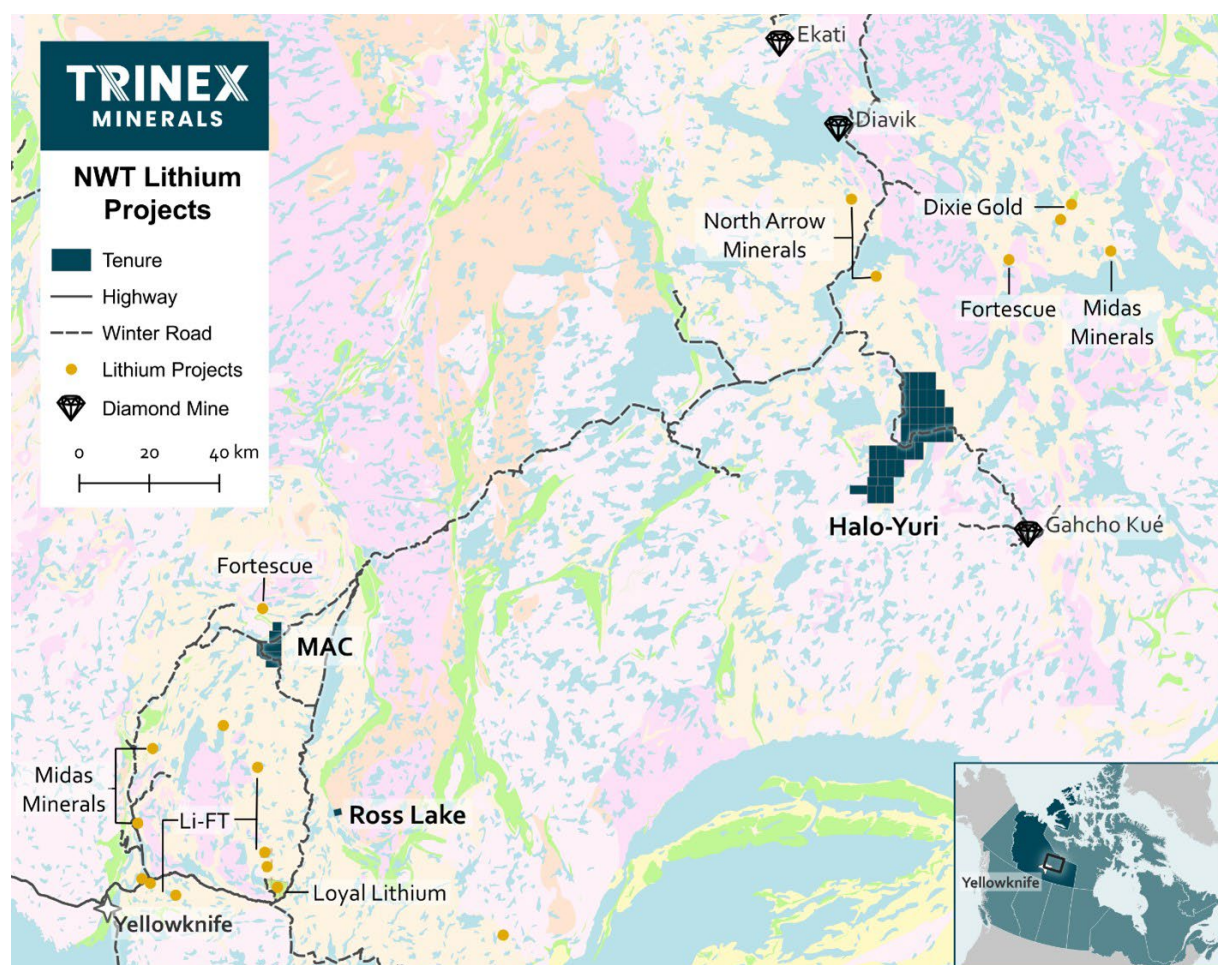 TRINEX
MINERALS
NWT Lithium
Projects
Tenure
Highway
Winter Road
Lithium Projects
Diamond Mine
0 20 40 km
Ekati
Diavik
Dixie Gold
North Arrow
Minerals
Fortescue
Midas
Minerals
Halo-Yuri
Gahcho Kué
Fortescue
MAC
Midas
Minerals
Li-FT
Ross Lake
Loyal Lithium
Yellowknife
Yellowknife